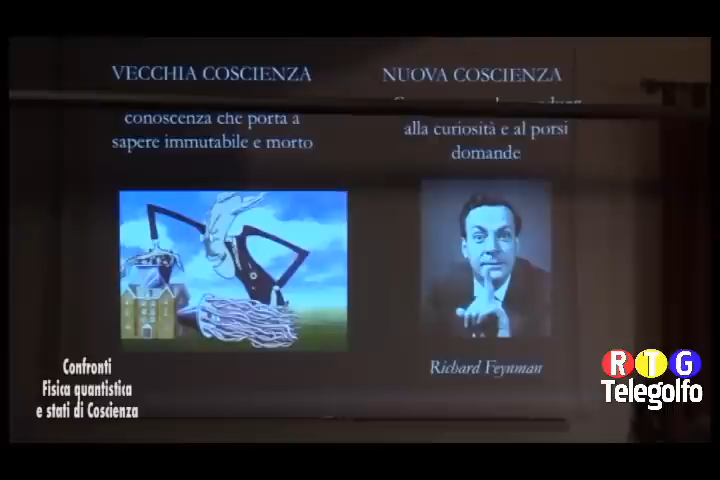 VECCHIA COSCIENZA
conoscenza che porta a
sapere immutabile e morto
NUOVA COSCIENZA
alla curiosità e al porsi
domande
Richard Feynman
Confronti
Fisica quantistica
e stati di Coscienza
RTG
Telegolfo